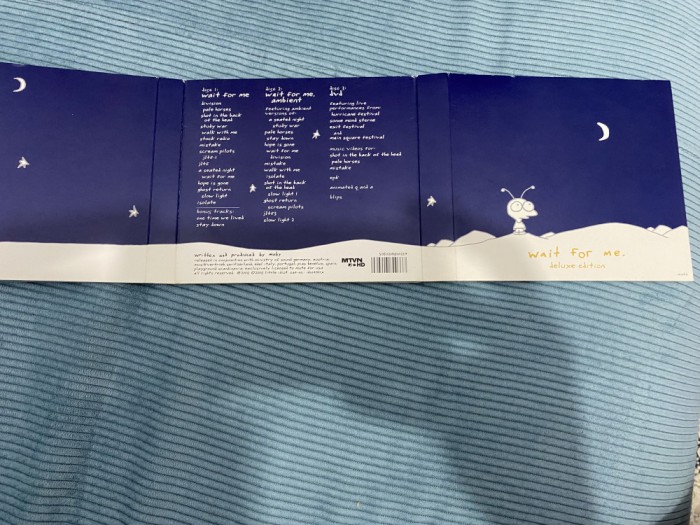 disc 1:
wait for me
division
pale horses
shot in the back
of the head
study war
walk with me
stock radio
mistake
scream pilots
jltf-1
jltf
a seated night
wait for me
hope is gone
ghost return
slow light
isolate
bonus tracks:
one time we lived
stay down
disc 2:
wait for me,
ambient
featuring ambient
versions of:
a seated night
study war
pale horses
stay down
hope is gone
wait for me
division
mistake
walk with me
isolate
shot in the back
of the head
slow light 1
ghost return
scream pilots
jltf
slow light
disc 3:
dvd
featuring live
performances from:
hurricane festival
exit festival
and
main square festival
music videos for:
shot in the back of the head
pale horses
mistake
epk
animated q and a
written and produced by moby
MTVN
HD
wait for me.
deluxe edition